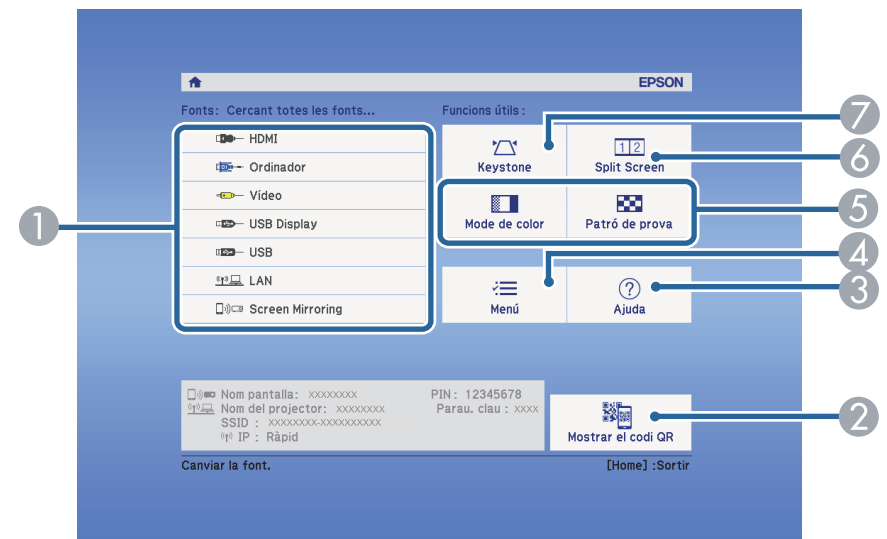 EPSON
Fonts: Cercant totes les fonts...
Funcions útils :
HDMI
Ordinador
Vídeo
USB Display
USB
LAN
Screen Mirroring
Keystone
1 2
Split Screen
Mode de color
Patró de prova
Menú
?
Ajuda
Nom pantalla: xxxxxxxx
Nom del projector: xxxxxxxx
SSID : xxxxxxxx-xxxxxxxxxx
IP : Ràpid
PIN: 12345678
Parau. clau : xxxx
Mostrar el codi QR
Canviar la font.
[Home] :Sortir
1
7
6
5
4
3
2